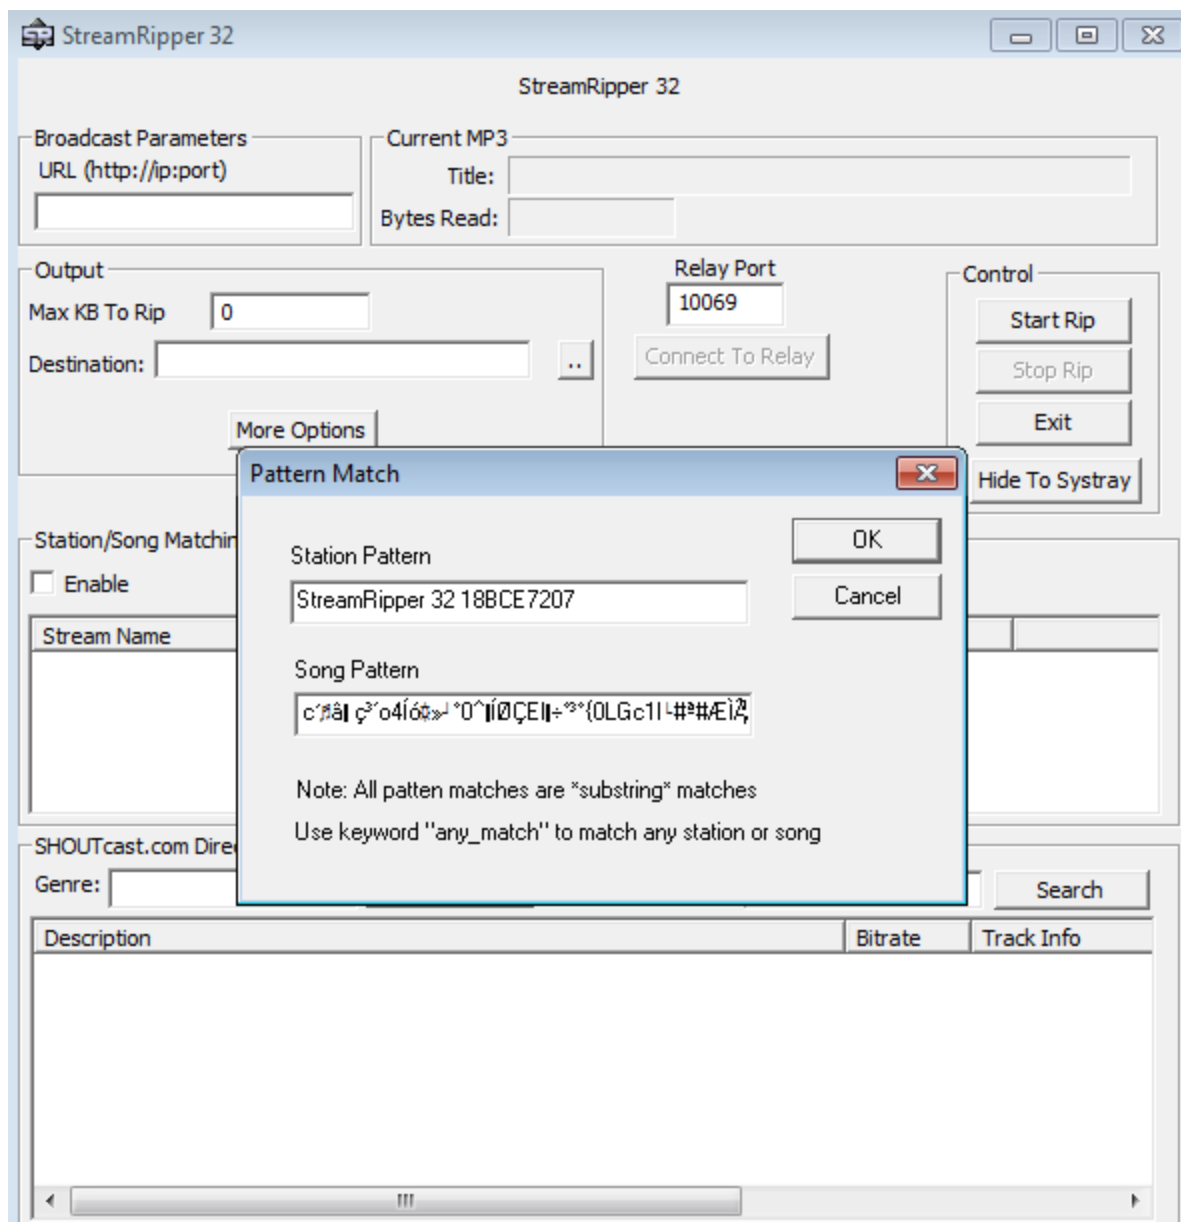 StreamRipper 32
StreamRipper 32
Broadcast Parameters
URL (http://ip:port)
Current MP3
Title:
Bytes Read:
Output
Max KB To Rip
0
Destination:
..
More Options
Relay Port
10069
Connect To Relay
Control
Start Rip
Stop Rip
Exit
Hide To Systray
Station/Song Matchin
Enable
Stream Name
Pattern Match
Station Pattern
StreamRipper 32 18BCE7207
Song Pattern
OK
Cancel
Note: All patten matches are *substring* matches
Use keyword "any_match" to match any station or song
SHOUTcast.com Dire
Genre:
Search
Description
Bitrate
Track Info